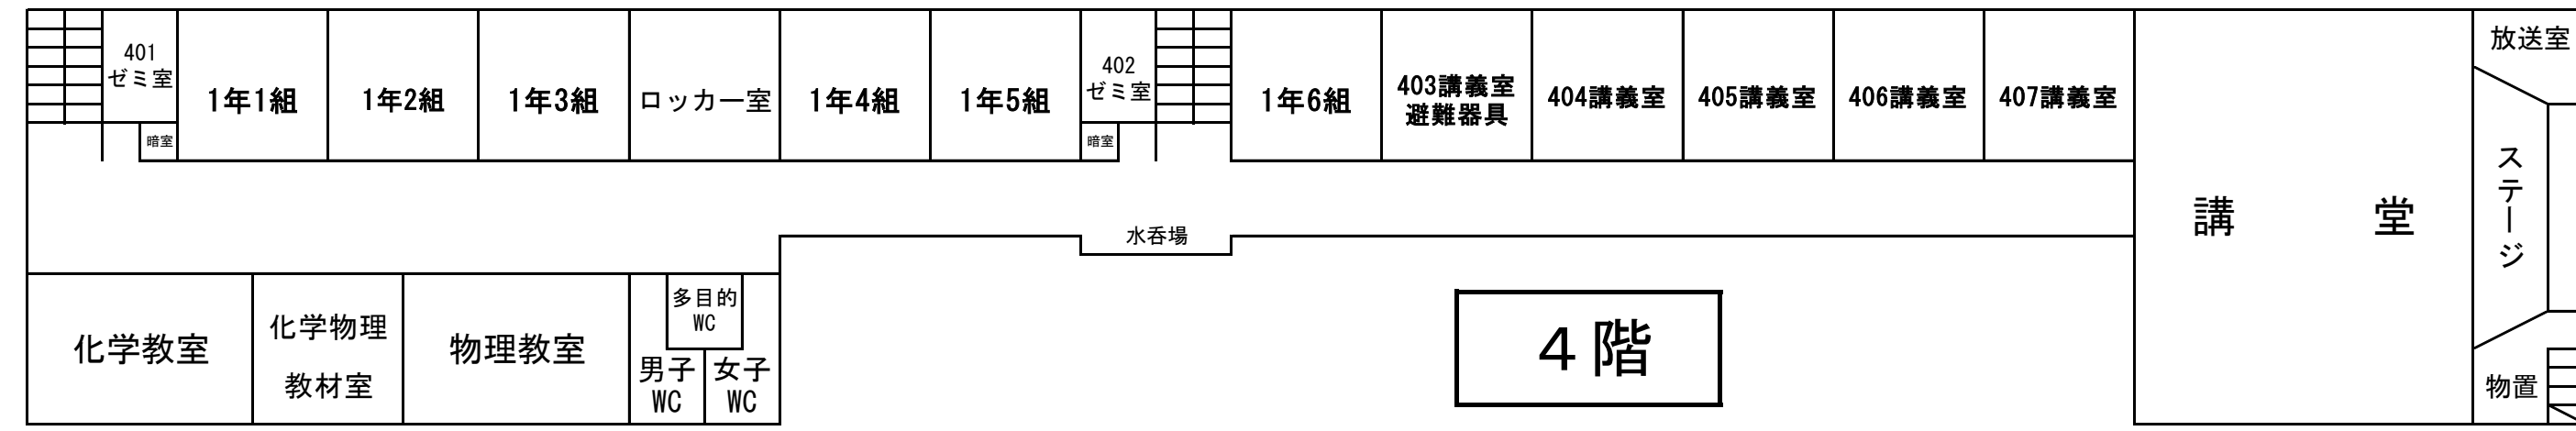 401
ゼミ室
暗室
1年1組
1年2組
1年3組
ロッカー室
1年4組
1年5組
402
ゼミ室
暗室
1年6組
403講義室
避難器具
404講義室
405講義室
406講義室
407講義室
講 堂
放送室
ステージ
物置
水呑場
化学教室
化学物理
教材室
物理教室
多目的
WC
男子
WC
女子
WC
4階